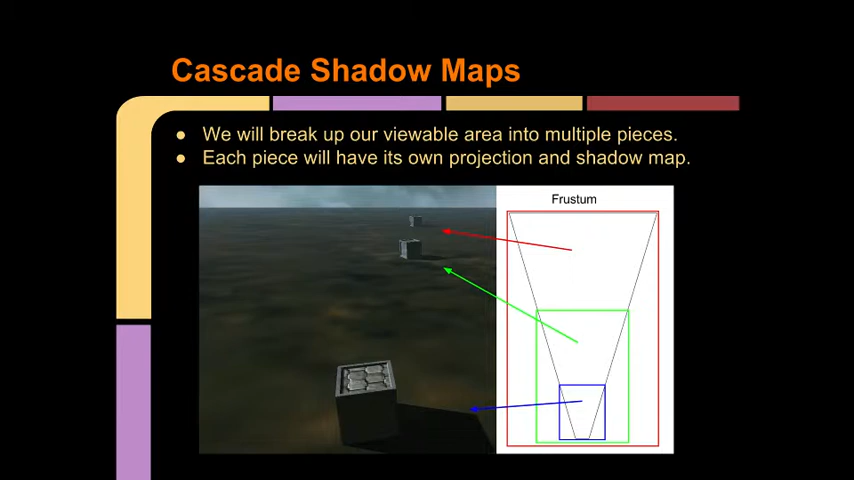 Cascade Shadow Maps
● We will break up our viewable area into multiple pieces.
● Each piece will have its own projection and shadow map.
Frustum